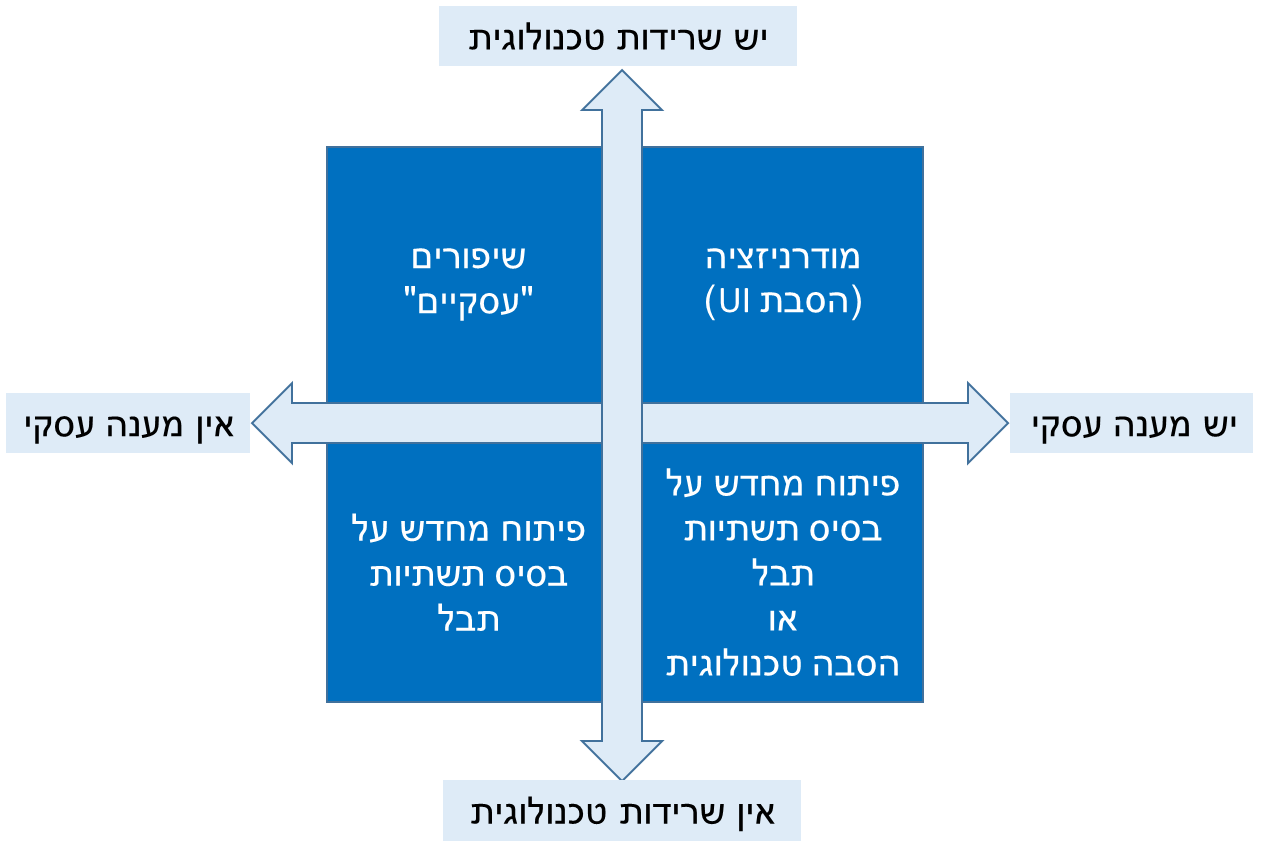 יש שרידות טכנולוגית
מודרניזציה
(הסבת UI)
שיפורים
"עסקיים"
יש מענה עסקי
אין מענה עסקי
פיתוח מחדש על
בסיס תשתיות
תבל
או
הסבה טכנולוגית
פיתוח מחדש על
בסיס תשתיות
תבל
אין שרידות טכנולוגית